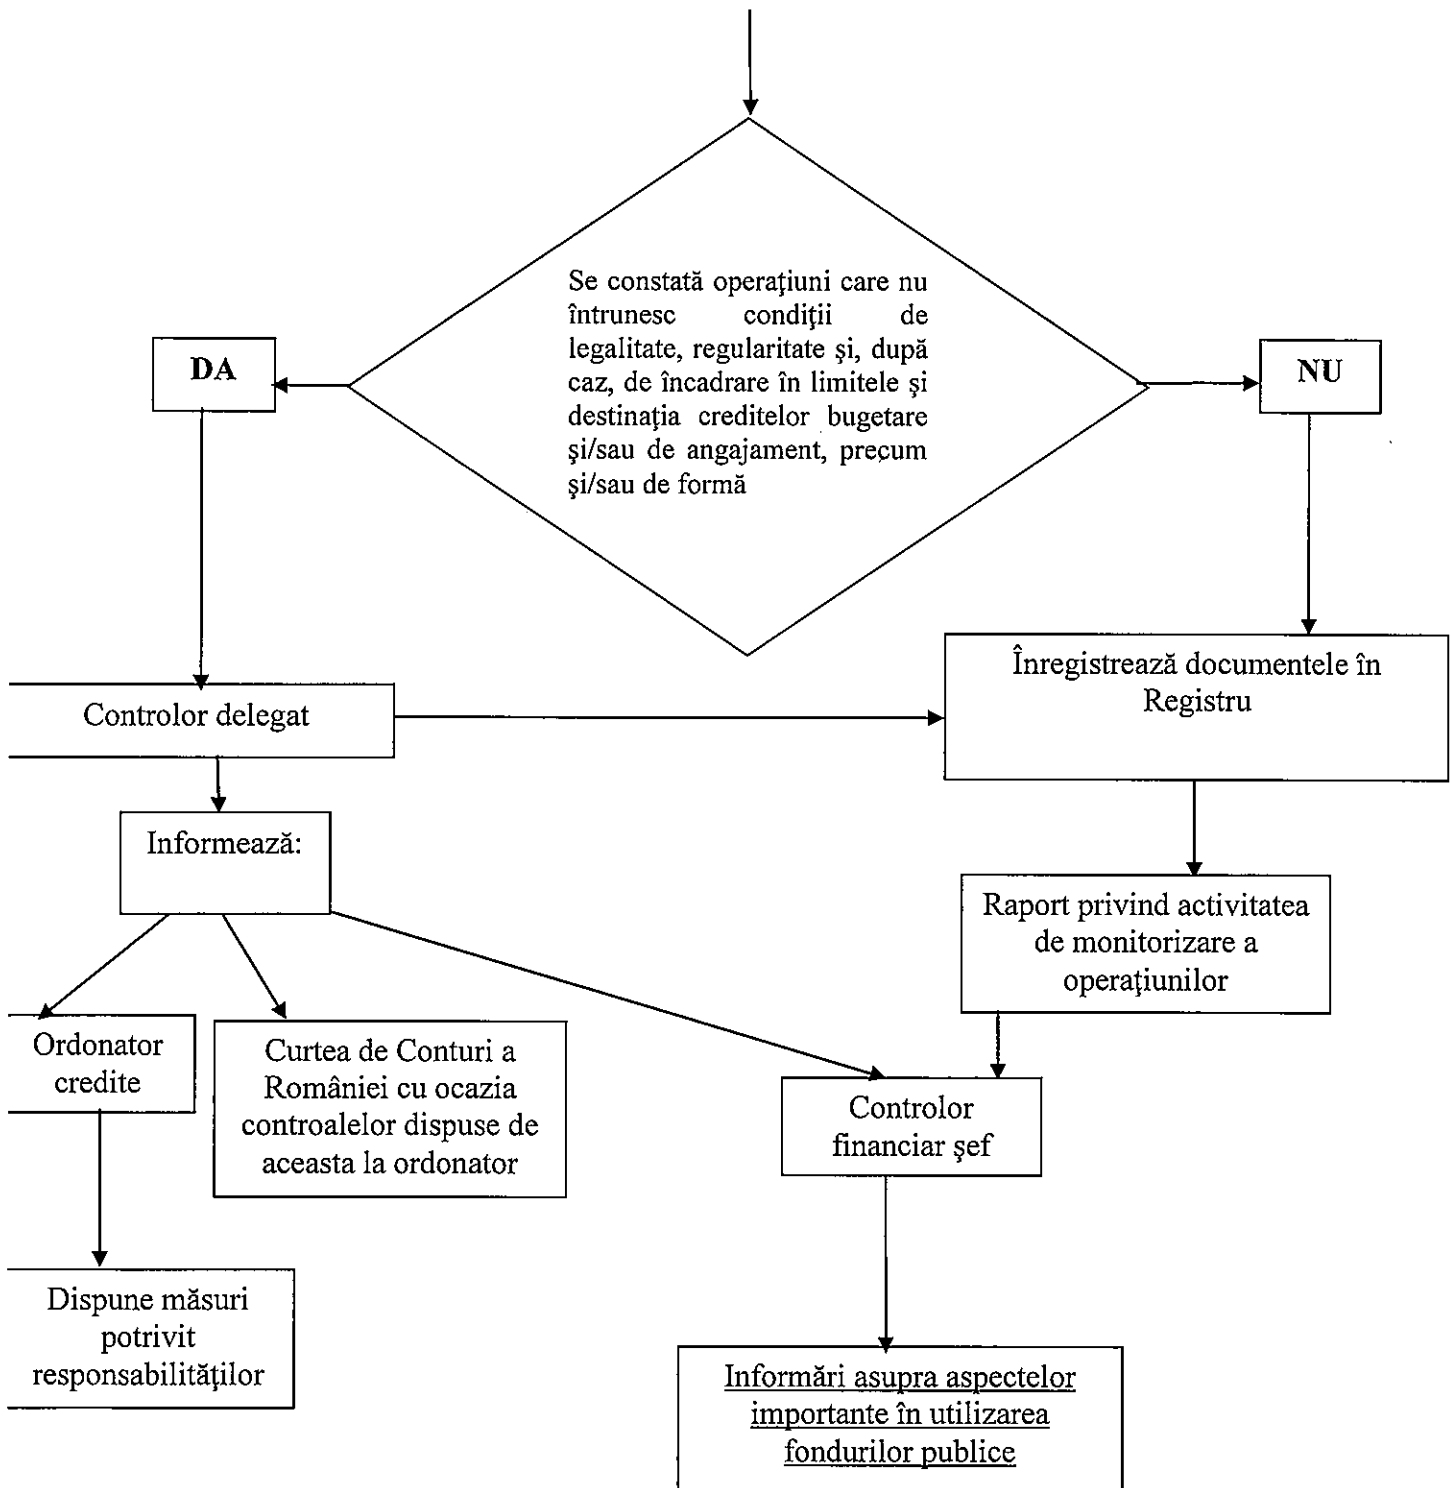 Se constată operaţiuni care nu
întrunesc condiţii de
legalitate, regularitate şi, după
caz, de încadrare în limitele şi
destinaţia creditelor bugetare
şi/sau de angajament, precum
şi/sau de formă
DA
NU
Înregistrează documentele în
Registru
Controlor delegat
Informează:
Raport privind activitatea
de monitorizare a
operaţiunilor
Ordonator
credite
Curtea de Conturi a
României cu ocazia
controalelor dispuse de
aceasta la ordonator
Controlor
financiar şef
Dispune măsuri
potrivit
responsabilităţilor
Informări asupra aspectelor
importante în utilizarea
fondurilor publice